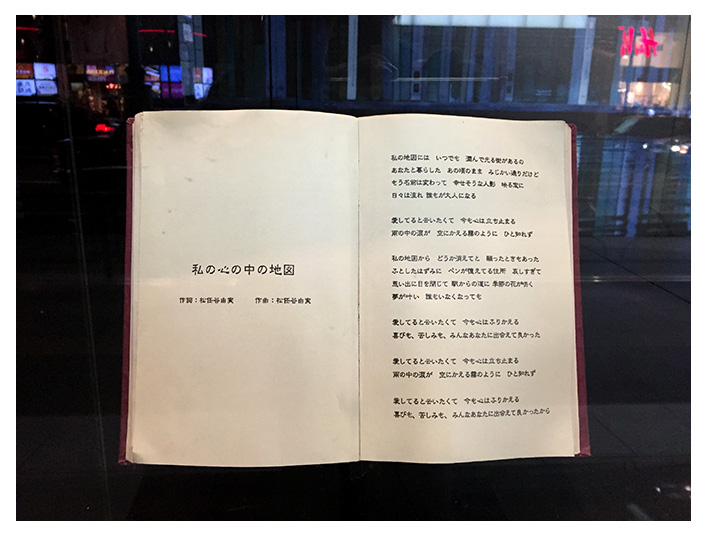 私の心の中の地図
作詞:松任谷由実 作曲:松任谷由実
私の地図には いつでも 潤んで光る街があるの
あなたと暮らした あの頃のまま みじかい通りだけど
もう名前は変わって 幸せそうな人影 映る窓に
日々は流れ 誰もが大人になる
愛してると云いたくて 今も心は立ち止まる
雨の中の涙が 空にかえる霧のように ひと知れず
私の地図から どうか消えてと 願ったときもあった
ふとしたはずみに ペンが憶えてる住所 哀しすぎて
思い出に目を閉じて 駅からの道に 季節の花が咲く
夢が叶い 誰もいなくなっても
愛してると云いたくて 今も心はふりかえる
喜びも、苦しみも、みんなあなたに出会えて良かった
愛してると云いたくて 今も心は立ち止まる
雨の中の涙が 空にかえる霧のように ひと知れず
愛してると云いたくて 今も心はふりかえる
喜びも、苦しみも、みんなあなたに出会えて良かったから
H&M